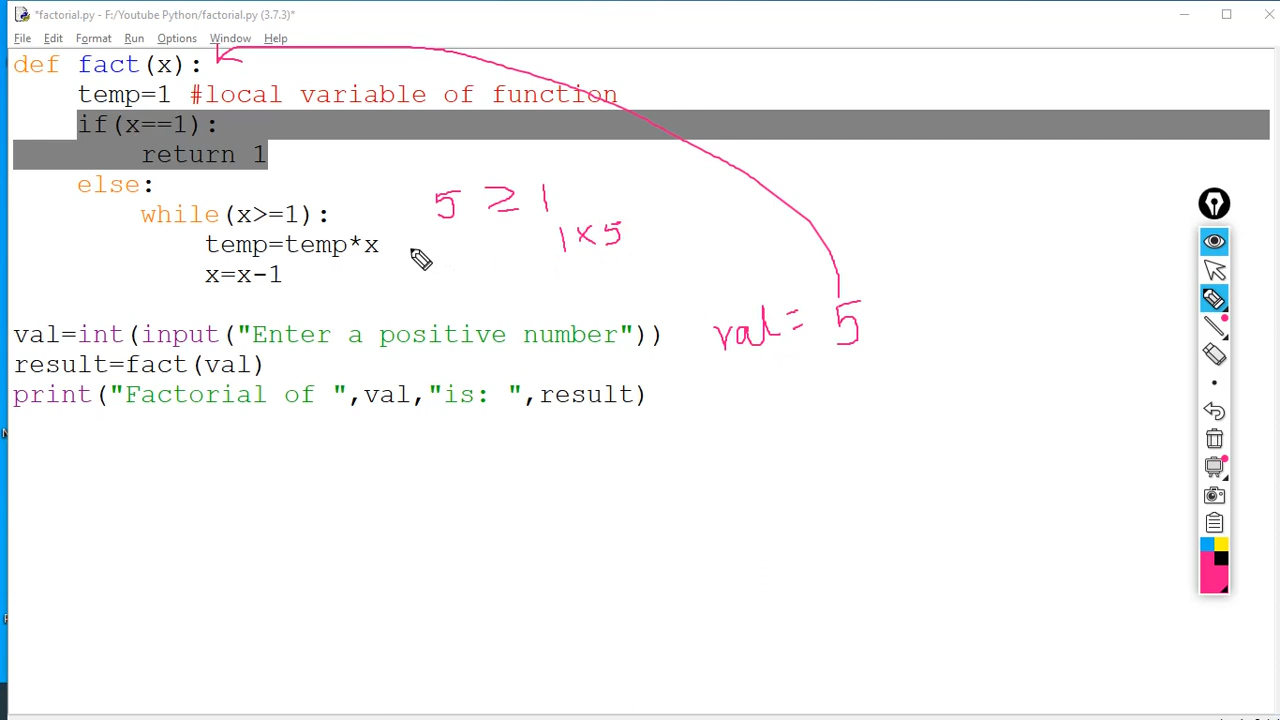 *factorial.py - F:/Youtube Python/factorial.py (3.7.3)*
File Edit Format Run Options Window Help
def fact(x):
temp=1 #local variable of function
if(x==1):
return 1
else:
while(x>=1):
temp=temp*x
x=x-1
5 ≥ 1
1 × 5
val=int(input("Enter a positive number"))
val = 5
result=fact(val)
print("Factorial of ",val,"is: ",result)